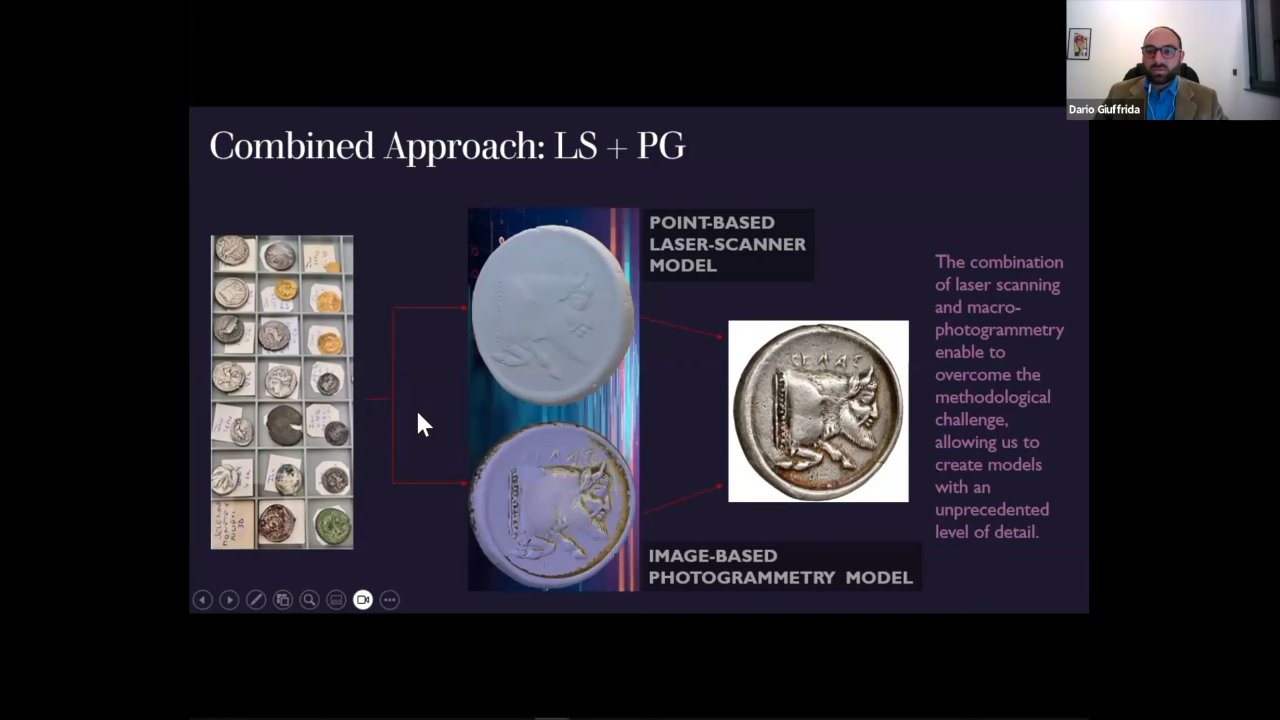 Dario Giuffrida
Combined Approach: LS + PG
POINT-BASED
LASER-SCANNER
MODEL
The combination
of laser scanning
and macro-
photogrammetry
enable to
overcome the
methodological
challenge,
allowing us to
create models
with an
unprecedented
level of detail.
IMAGE-BASED
PHOTOGRAMMETRY MODEL